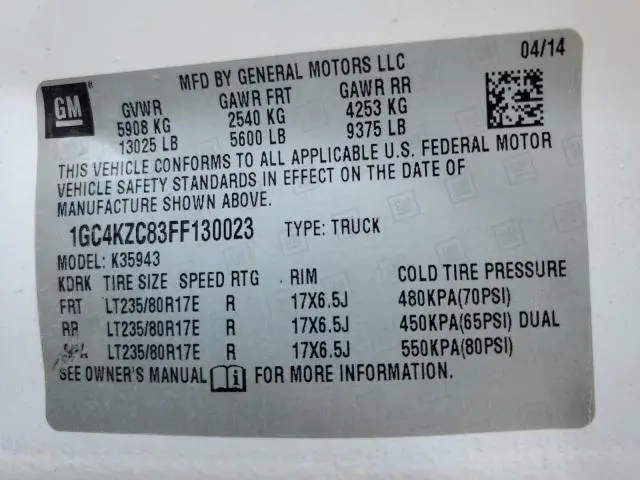 04/14
MFD BY GENERAL MOTORS LLC
GM
GVWR GAWR FRT GAWR RR
5908 KG 2540 KG 4253 KG
13025 LB 5600 LB 9375 LB
THIS VEHICLE CONFORMS TO ALL APPLICABLE U.S. FEDERAL MOTOR
VEHICLE SAFETY STANDARDS IN EFFECT ON THE DATE OF
MANUFACTURE SHOWN ABOVE.
1GC4KZC83FF130023 TYPE: TRUCK
MODEL: K35943
KDRK TIRE SIZE SPEED RTG RIM COLD TIRE PRESSURE
FRT LT235/80R17E R 17X6.5J 480KPA(70PSI)
RR LT235/80R17E R 17X6.5J 450KPA(65PSI) DUAL
LT235/80R17E R 17X6.5J 550KPA(80PSI)
SEE OWNER'S MANUAL FOR MORE INFORMATION.